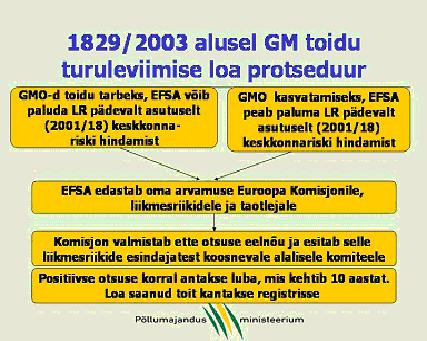 1829/2003 alusel GM toidu
turuleviimise loa protseduur
GMO-d toidu tarbeks, EFSA võib
paluda LR pädevalt asutuselt
(2001/18) keskkonna-
riski hindamist
GMO kasvatamiseks, EFSA
peab paluma LR pädevalt
asutuselt (2001/18)
keskkonnariski hindamist
EFSA edastab oma arvamuse Euroopa Komisjonile,
liikmesriikidele ja taotlejale
Komisjon valmistab ette otsuse eelnõu ja esitab selle
liikmesriikide esindajatest koosnevale alalisele komiteele
Positiivse otsuse korral antakse luba, mis kehtib 10 aastat.
Loa saanud toit kantakse registrisse
Põllumajandus ministeerium